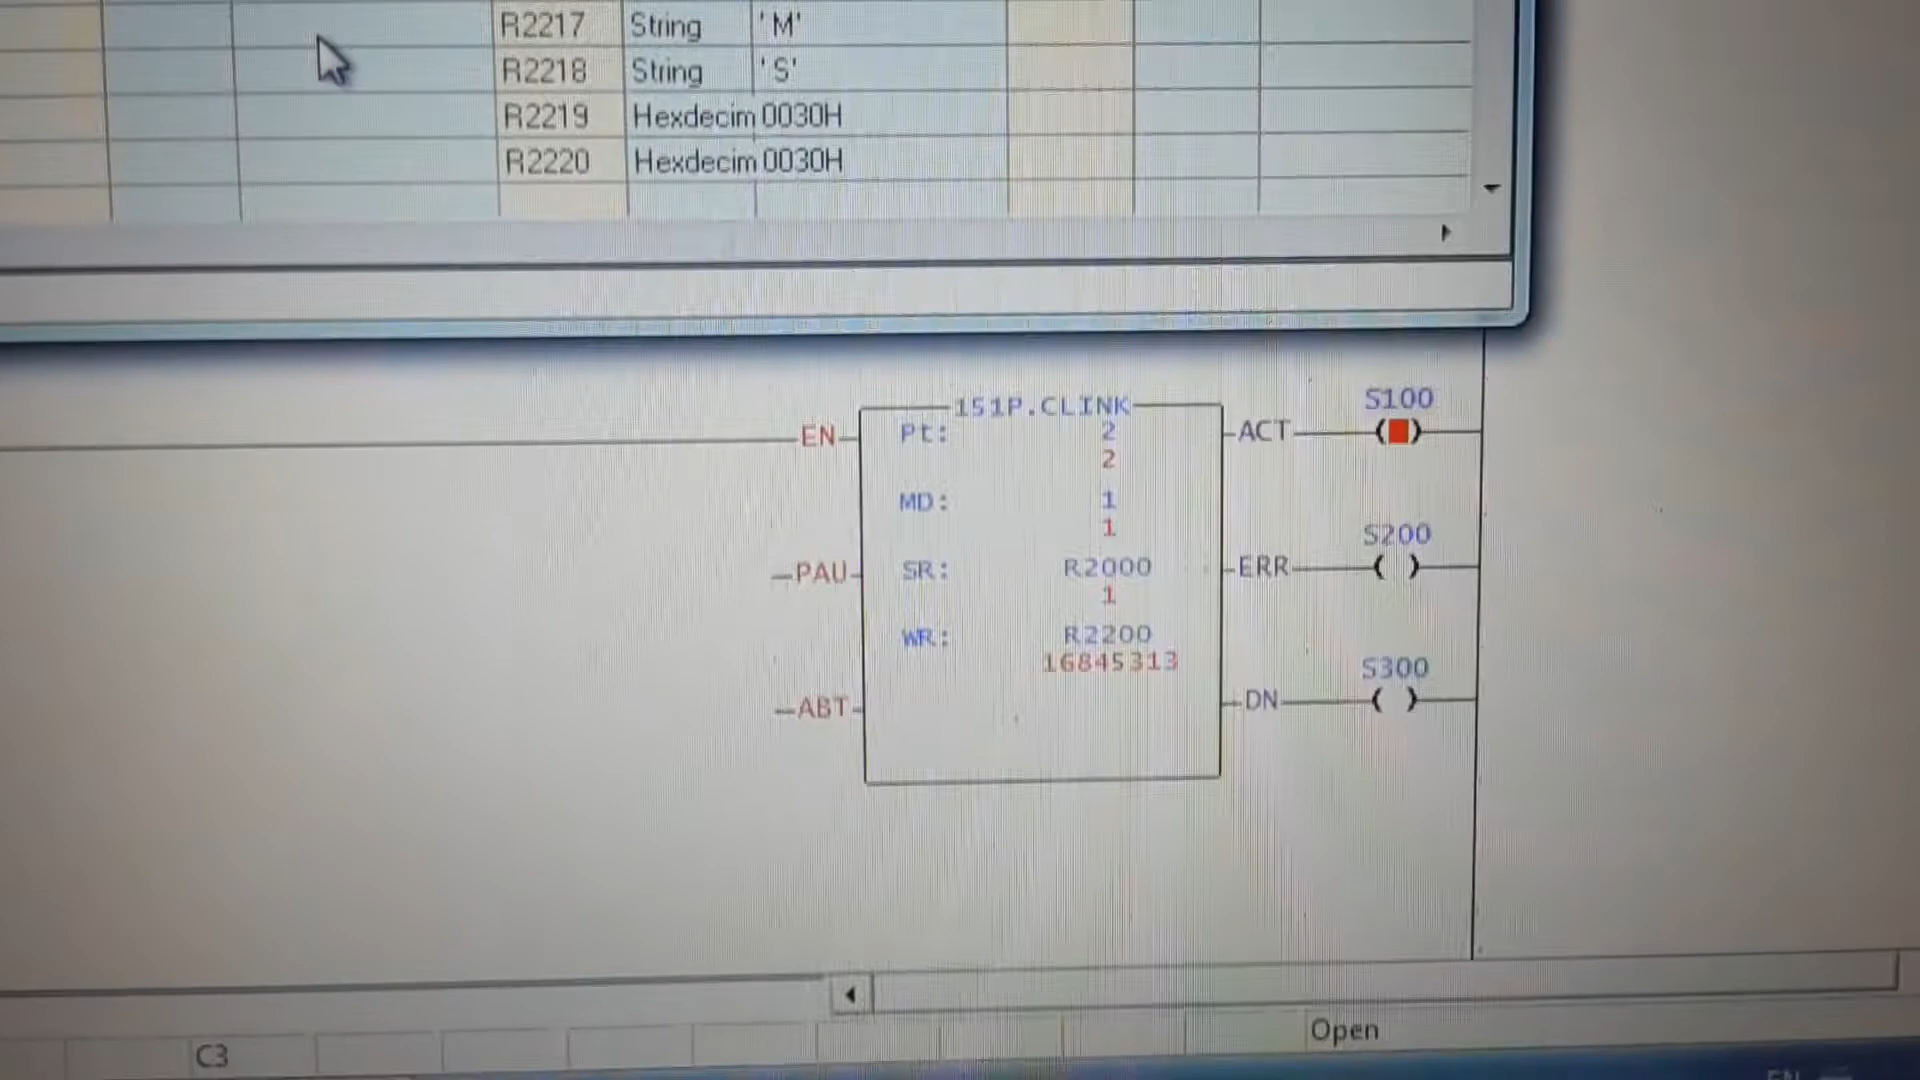 R2217 String 'M'
R2218 String 'S'
R2219 Hexdecim 0030H
R2220 Hexdecim 0030H
151P.CLINK
EN Pt: 2 ACT S100
2
MD: 1
1
PAU SR: R2000 ERR S200
1
WR: R2200
16845313
ABT DN S300
Open
C3
EN